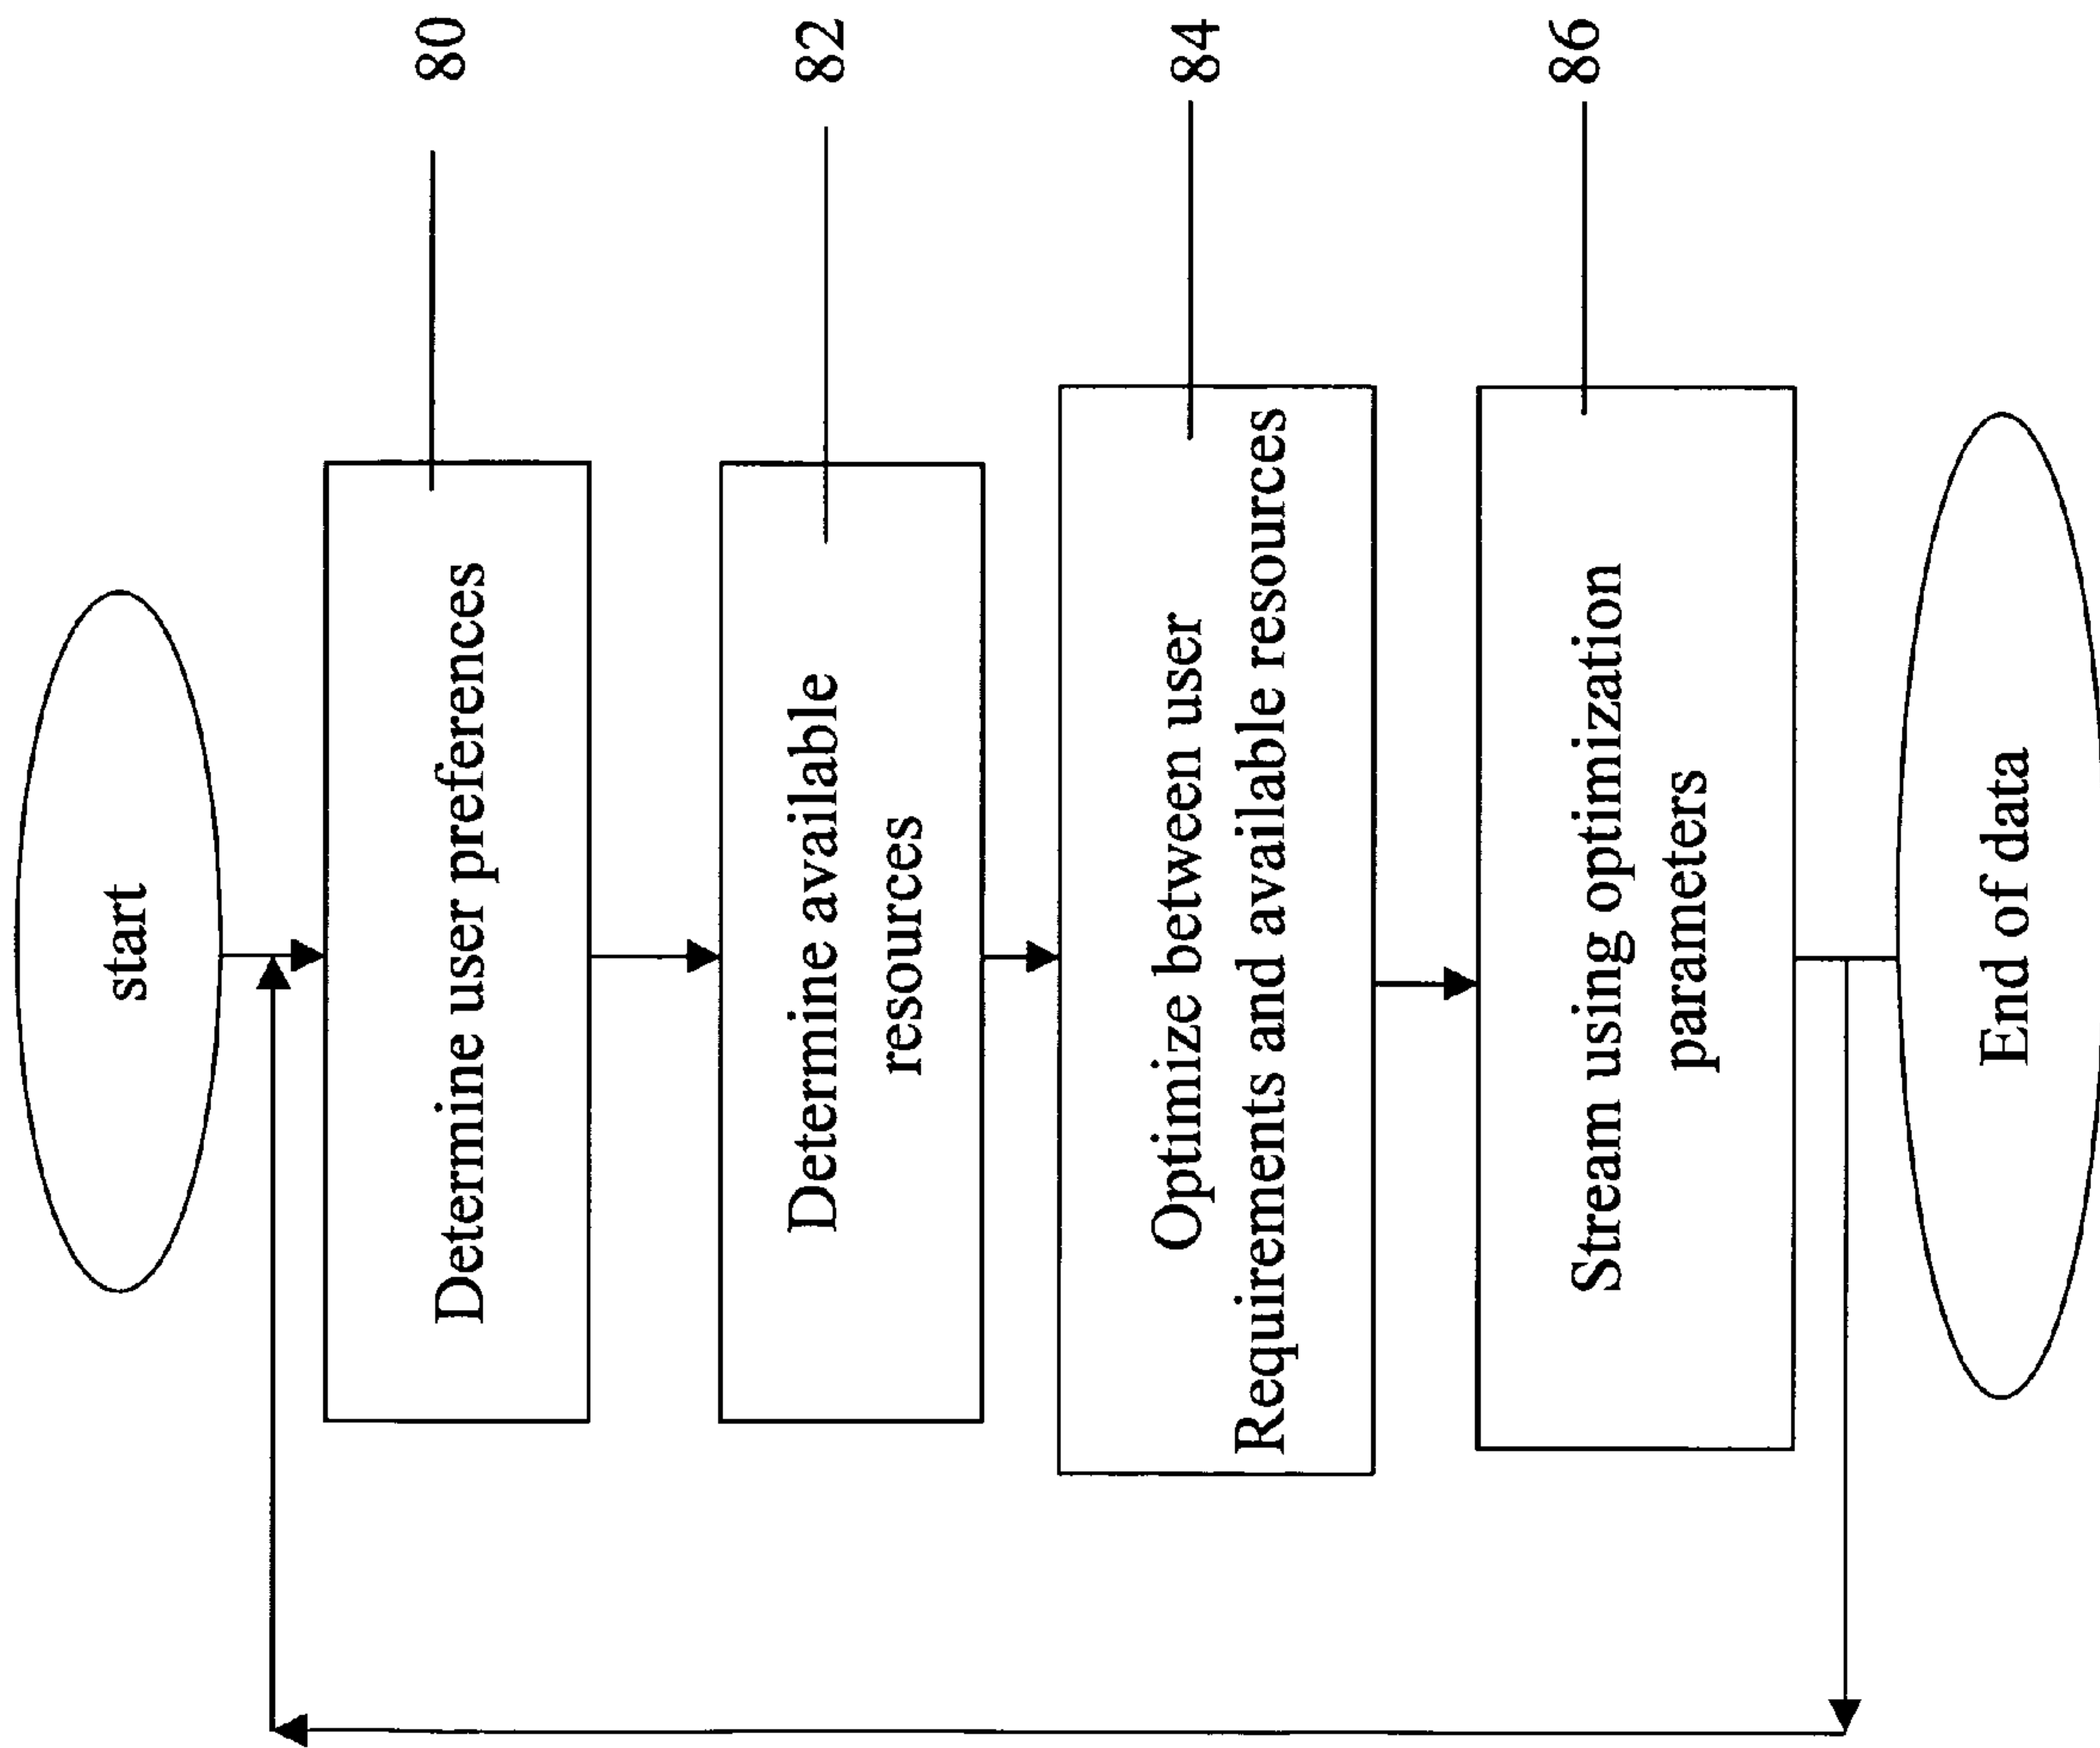 start
Determine user preferences
80
Determine available
resources
82
Optimize between user
Requirements and available resources
84
Stream using optimization
parameters
86
End of data